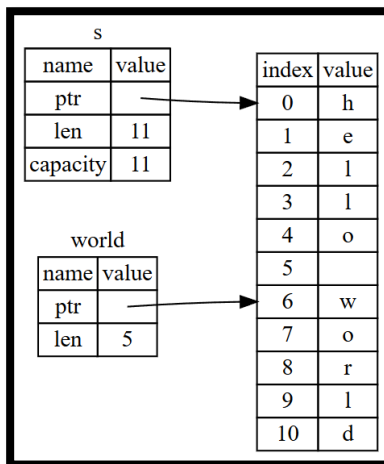 s
name value
ptr
len 11
capacity 11
world
name value
ptr
len 5
index value
0 h
1 e
2 l
3 l
4 o
5
6 w
7 o
8 r
9 l
10 d